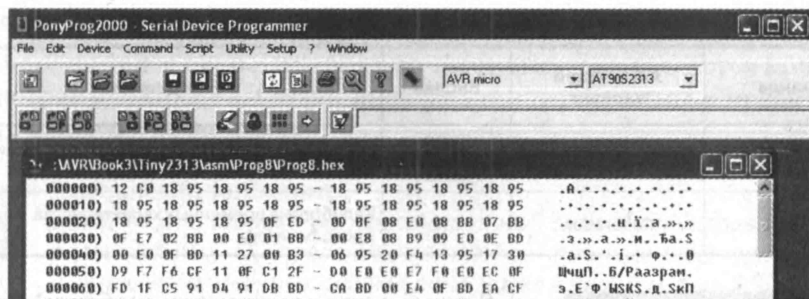 PonyProg2000 - Serial Device Programmer
File Edit Device Command Script Utility Setup ? Window
AVR micro AT90S2313
:\AVR\Book3\Tiny2313\asm\Prog8\Prog8.hex
000000) 12 C0 18 95 18 95 18 95 - 18 95 18 95 18 95 18 95
000010) 18 95 18 95 18 95 18 95 - 18 95 18 95 18 95 18 95
000020) 18 95 18 95 18 95 0F ED - 0D BF 08 E0 08 BB 07 BB
000030) 0F E7 02 BB 00 E0 01 BB - 00 E8 08 B9 09 E0 0E BD
000040) 00 E0 0F BD 11 27 00 B3 - 06 95 20 F4 13 95 17 30
000050) D9 F7 F6 CF 11 0F C1 2F - D0 E0 E0 E7 F0 E0 EC 0F
000060) FD 1F C5 91 D4 91 DB BD - CA BD 00 E4 0F BD EA CF